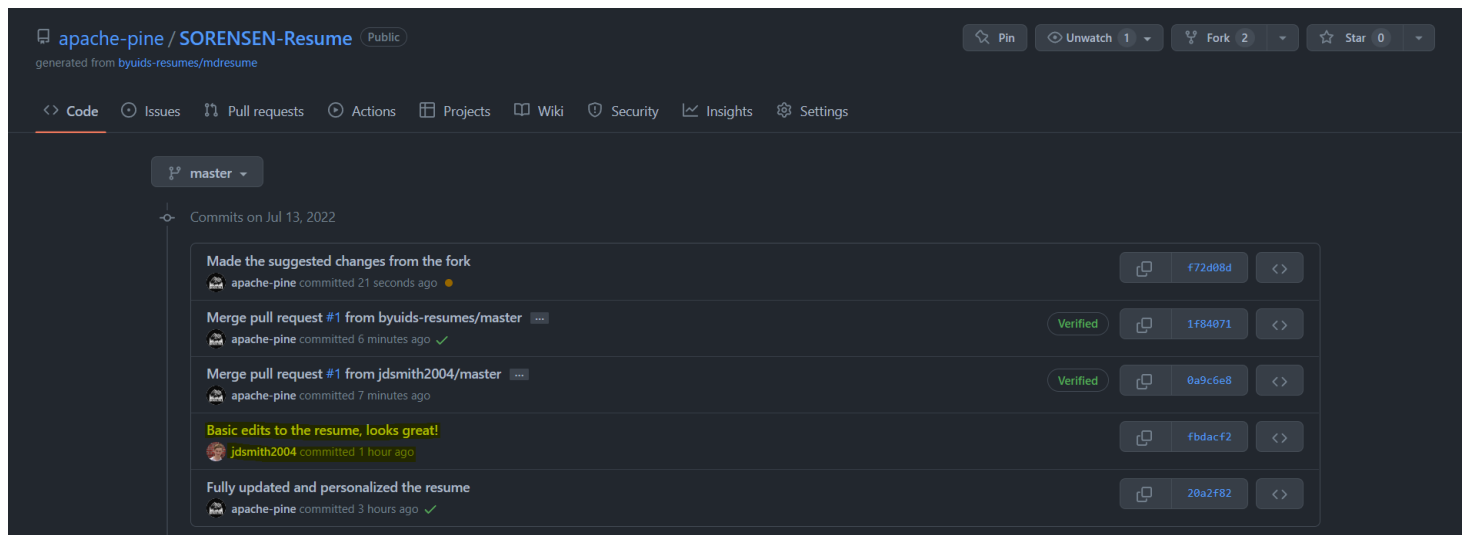 apache-pine / SORENSEN-Resume Public Pin Unwatch 1 Fork 2 Star 0
generated from byuids-resumes/mdresume
Code Issues Pull requests Actions Projects Wiki Security Insights Settings
master
Commits on Jul 13, 2022
Made the suggested changes from the fork
apache-pine committed 21 seconds ago
f72d08d
Merge pull request #1 from byuids-resumes/master ...
apache-pine committed 6 minutes ago
Verified 1f84071
Merge pull request #1 from jdsmith2004/master ...
apache-pine committed 7 minutes ago
Verified 0a9c6e8
Basic edits to the resume, looks great!
jdsmith2004 committed 1 hour ago
fbdacf2
Fully updated and personalized the resume
apache-pine committed 3 hours ago
20a2f82